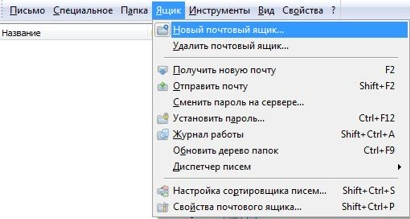 Письмо Специальное Папка Ящик Инструменты Вид Свойства ?
Название
Новый почтовый ящик...
Удалить почтовый ящик...
Получить новую почту F2
Отправить почту Shift+F2
Сменить пароль на сервере...
Установить пароль... Ctrl+F12
Журнал работы Shift+Ctrl+A
Обновить дерево папок Ctrl+F9
Диспетчер писем
Настройка сортировщика писем... Shift+Ctrl+S
Свойства почтового ящика... Shift+Ctrl+P